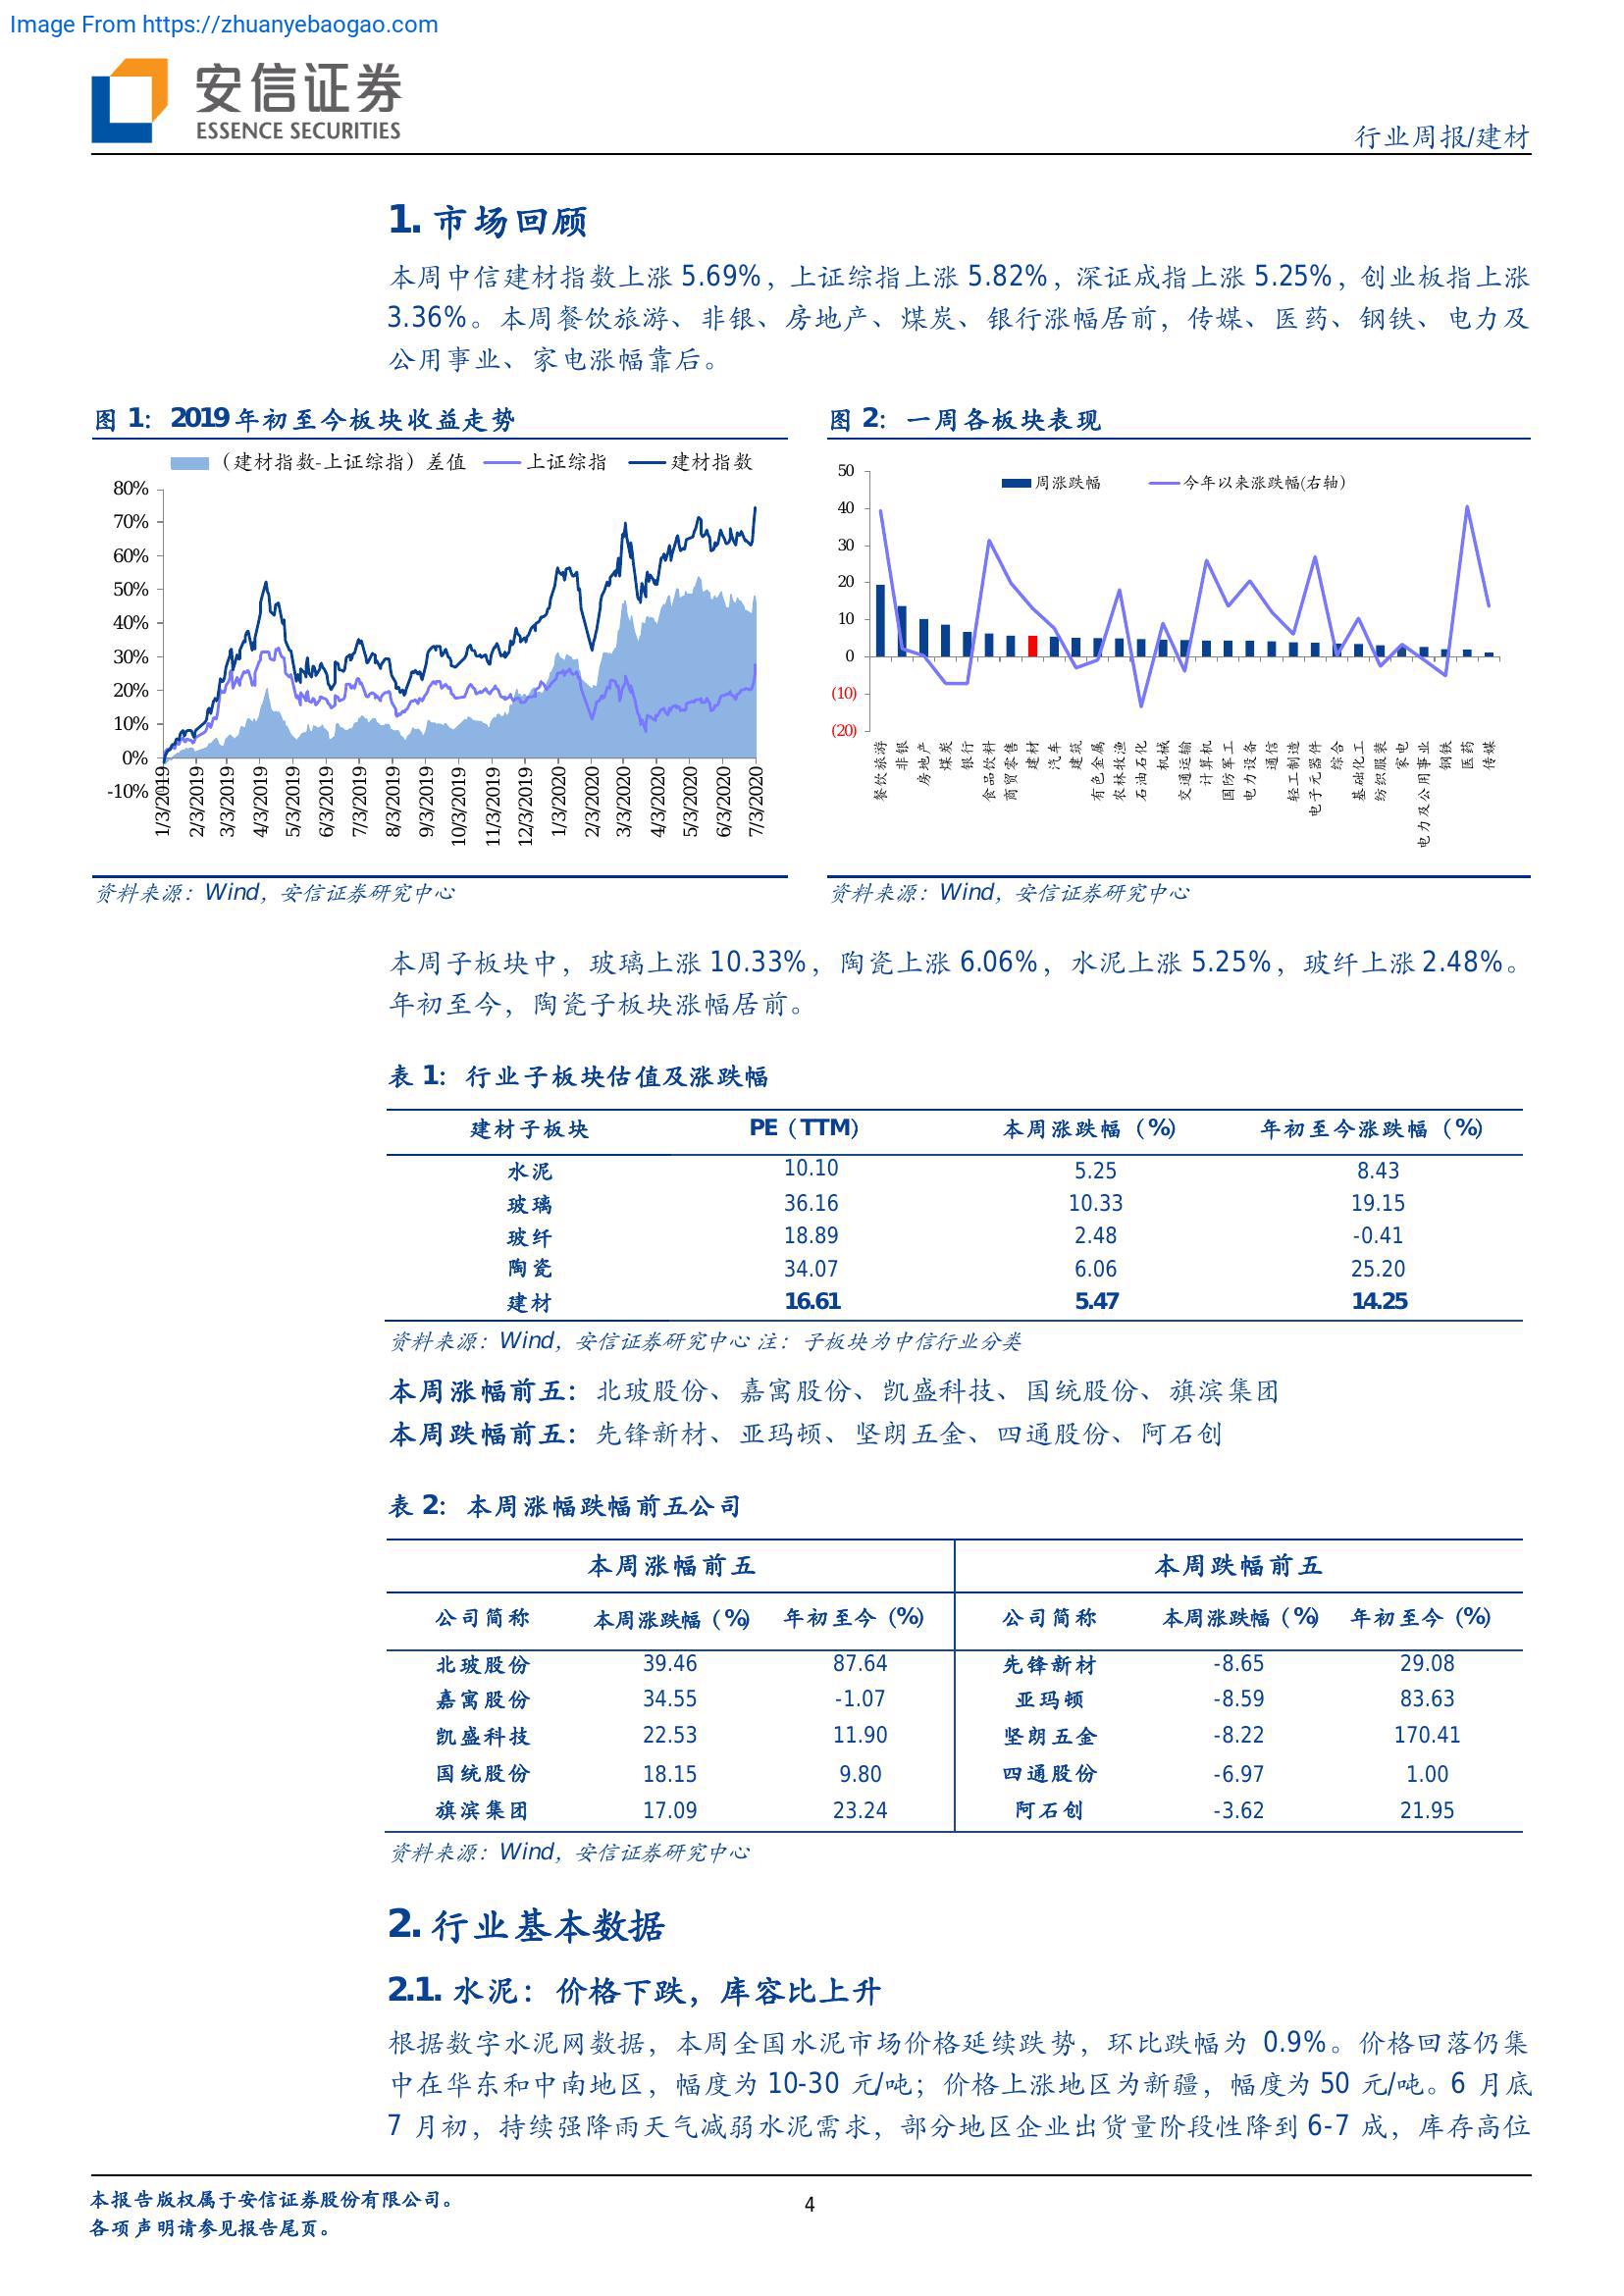 Image From https://zhuanyebaogao.com
安信证券
ESSENCE SECURITIES
行业周报/建材
1. 市场回顾
本周中信建材指数上涨 5.69%，上证综指上涨 5.82%，深证成指上涨 5.25%，创业板指上涨
3.36%。本周餐饮旅游、非银、房地产、煤炭、银行涨幅居前，传媒、医药、钢铁、电力及
公用事业、家电涨幅靠后。
图 1：2019 年初至今板块收益走势
（建材指数-上证综指）差值 上证综指 建材指数
80%
70%
60%
50%
40%
30%
20%
10%
0%
-10%
1/3/2019
2/3/2019
3/3/2019
4/3/2019
5/3/2019
6/3/2019
7/3/2019
8/3/2019
9/3/2019
10/3/2019
11/3/2019
12/3/2019
1/3/2020
2/3/2020
3/3/2020
4/3/2020
5/3/2020
6/3/2020
7/3/2020
资料来源：Wind，安信证券研究中心
图 2：一周各板块表现
周涨跌幅 今年以来涨跌幅(右轴)
50
40
30
20
10
0
(10)
(20)
餐饮旅游
非银
房地产
煤炭
银行
食品饮料
商贸零售
建材
汽车
建筑
有色金属
农林牧渔
石油石化
机械
交通运输
计算机
国防军工
电力设备
通信
轻工制造
电子元器件
综合
基础化工
纺织服装
家电
电力及公用事业
钢铁
医药
传媒
资料来源：Wind，安信证券研究中心
本周子板块中，玻璃上涨 10.33%，陶瓷上涨 6.06%，水泥上涨 5.25%，玻纤上涨 2.48%。
年初至今，陶瓷子板块涨幅居前。
表 1：行业子板块估值及涨跌幅
建材子板块 PE（TTM） 本周涨跌幅（%） 年初至今涨跌幅（%）
水泥 10.10 5.25 8.43
玻璃 36.16 10.33 19.15
玻纤 18.89 2.48 -0.41
陶瓷 34.07 6.06 25.20
建材 16.61 5.47 14.25
资料来源：Wind，安信证券研究中心 注：子板块为中信行业分类
本周涨幅前五：北玻股份、嘉寓股份、凯盛科技、国统股份、旗滨集团
本周跌幅前五：先锋新材、亚玛顿、坚朗五金、四通股份、阿石创
表 2：本周涨幅跌幅前五公司
本周涨幅前五 本周跌幅前五
公司简称 本周涨跌幅（%） 年初至今（%） 公司简称 本周涨跌幅（%） 年初至今（%）
北玻股份 39.46 87.64 先锋新材 -8.65 29.08
嘉寓股份 34.55 -1.07 亚玛顿 -8.59 83.63
凯盛科技 22.53 11.90 坚朗五金 -8.22 170.41
国统股份 18.15 9.80 四通股份 -6.97 1.00
旗滨集团 17.09 23.24 阿石创 -3.62 21.95
资料来源：Wind，安信证券研究中心
2. 行业基本数据
2.1. 水泥：价格下跌，库容比上升
根据数字水泥网数据，本周全国水泥市场价格延续跌势，环比跌幅为 0.9%。价格回落仍集
中在华东和中南地区，幅度为 10-30 元/吨；价格上涨地区为新疆，幅度为 50 元/吨。6 月底
7 月初，持续强降雨天气减弱水泥需求，部分地区企业出货量阶段性降到 6-7 成，库存高位
本报告版权属于安信证券股份有限公司。
各项声明请参见报告尾页。
4